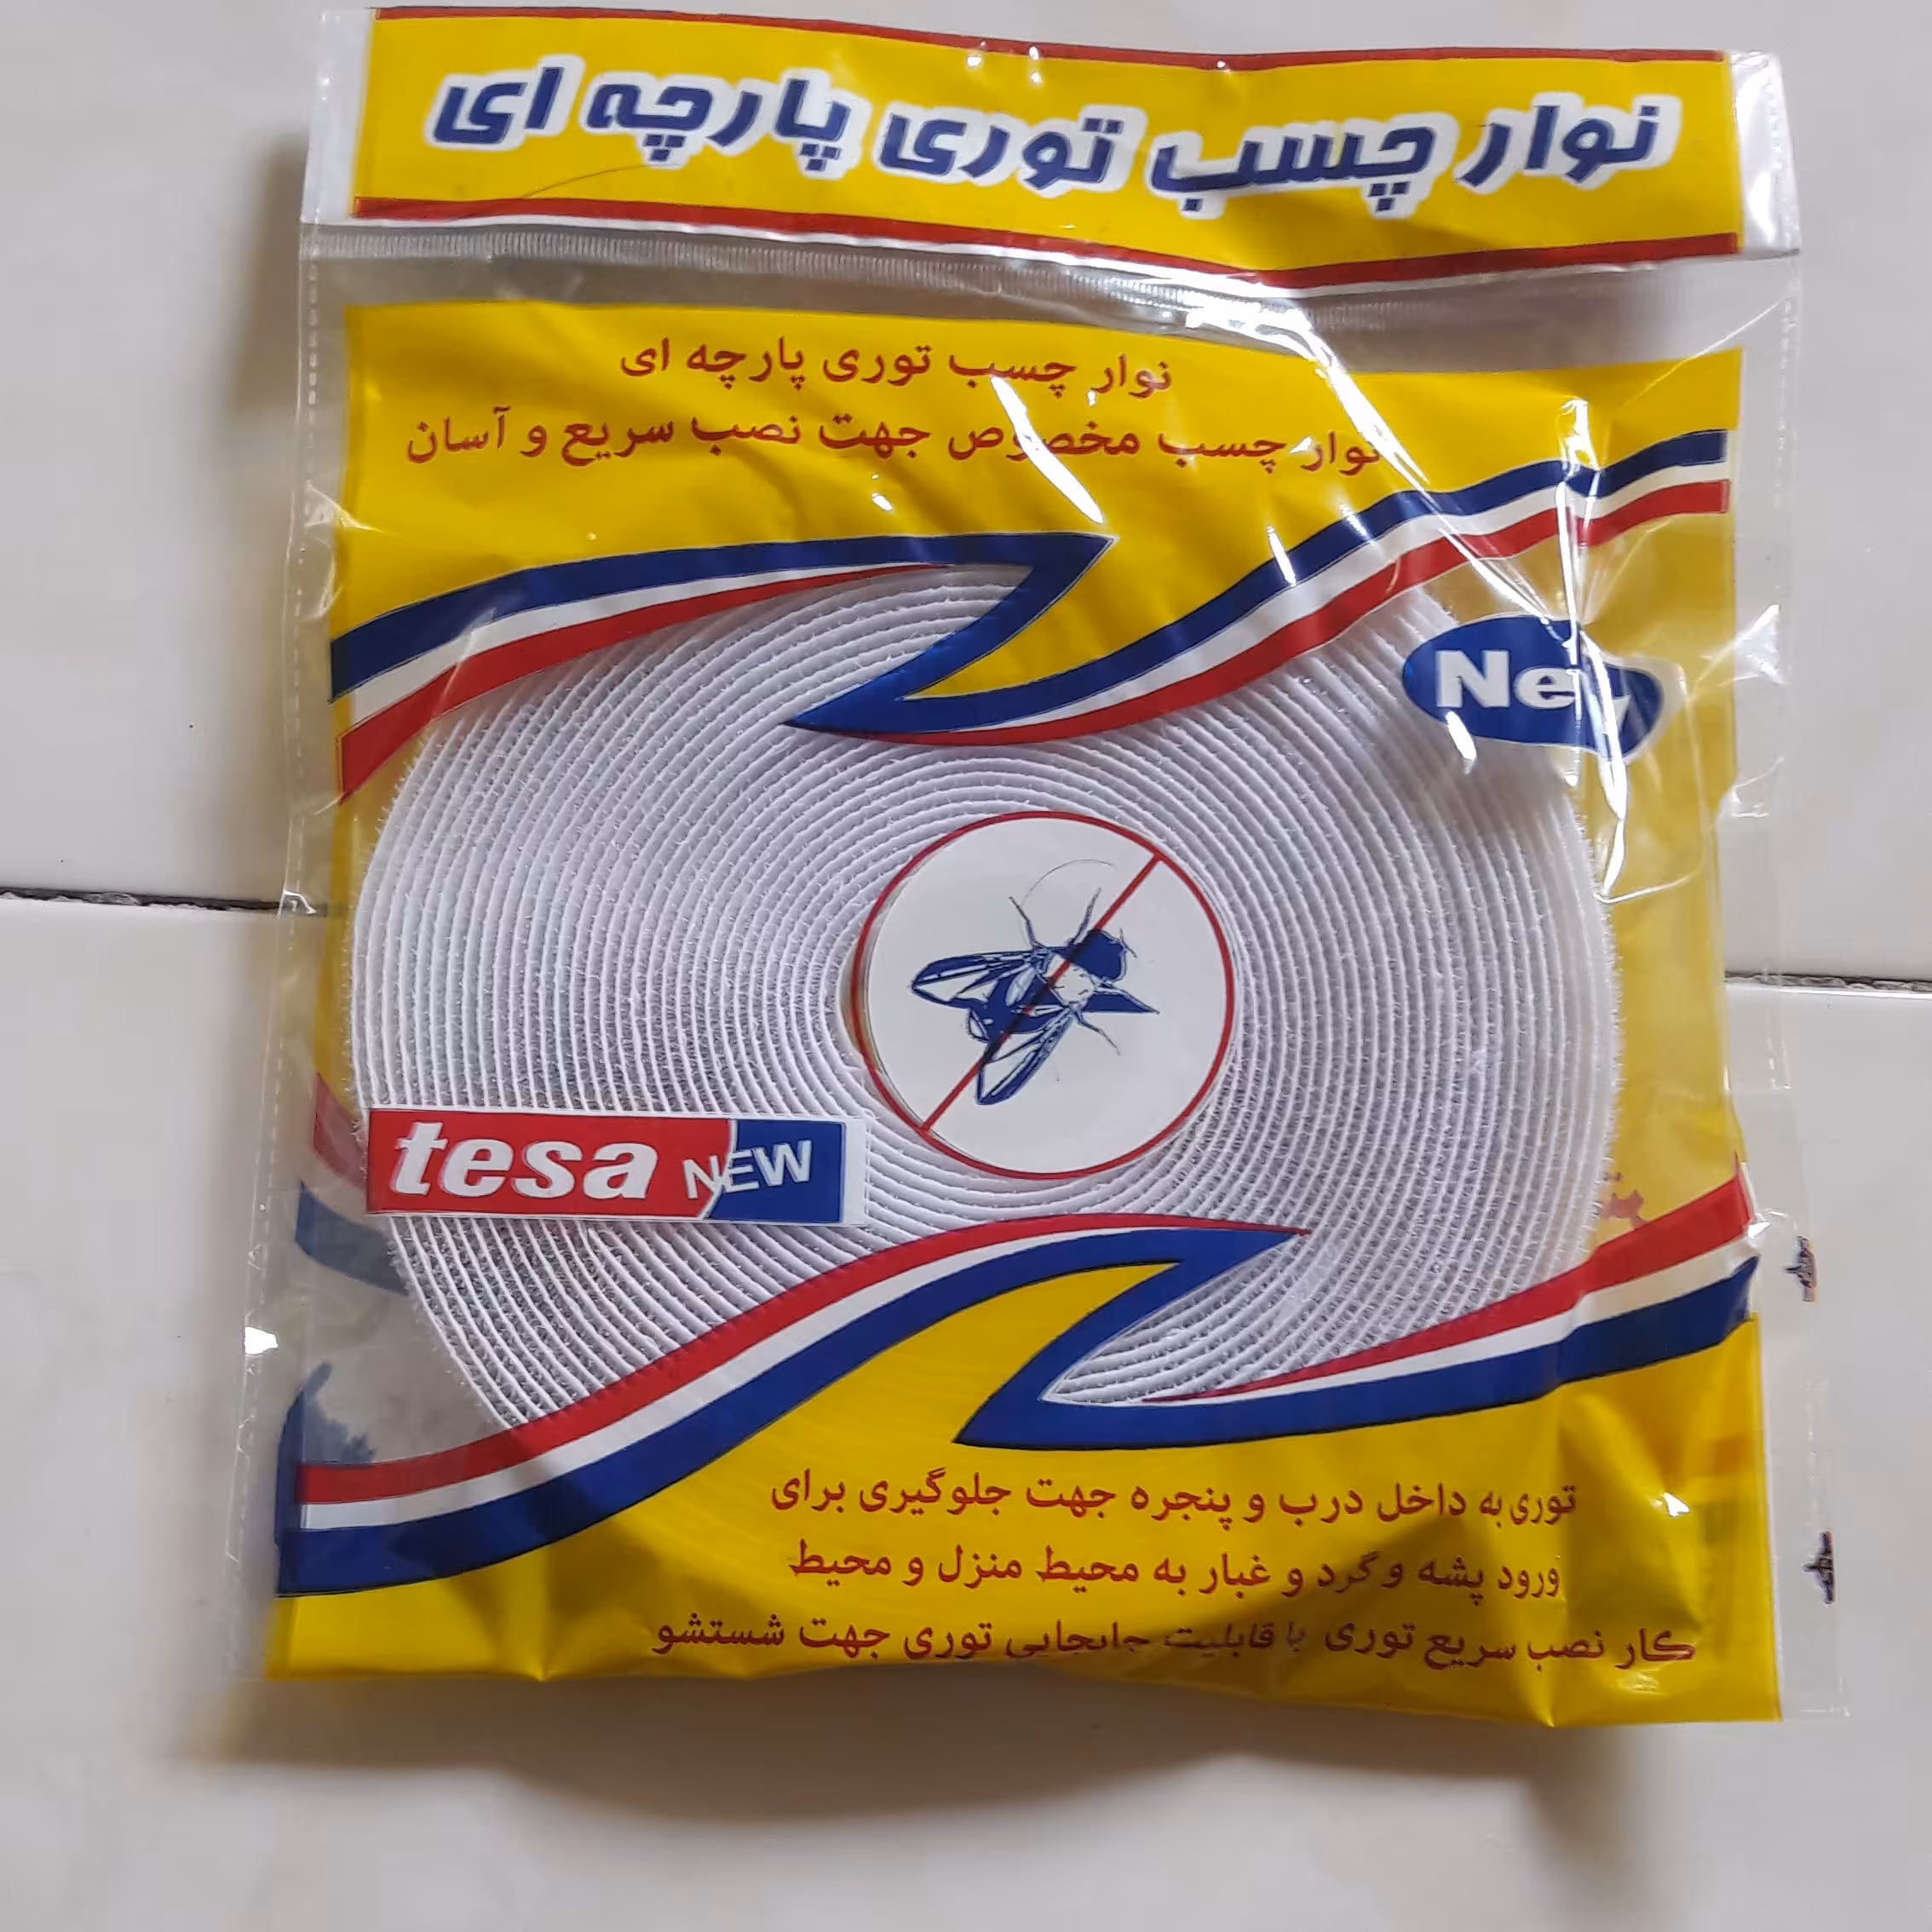 نوار چسب توری پارچه ای
نوار چسب توری پارچه ای
نوار چسب مخصوص جهت نصب سریع و آسان
New
tesa NEW
توری به داخل درب و پنجره جهت جلوگیری برای
ورود پشه و گرد و غبار به محیط منزل و محیط
کار نصب سریع توری با قابلیت جابجایی توری جهت شستشو